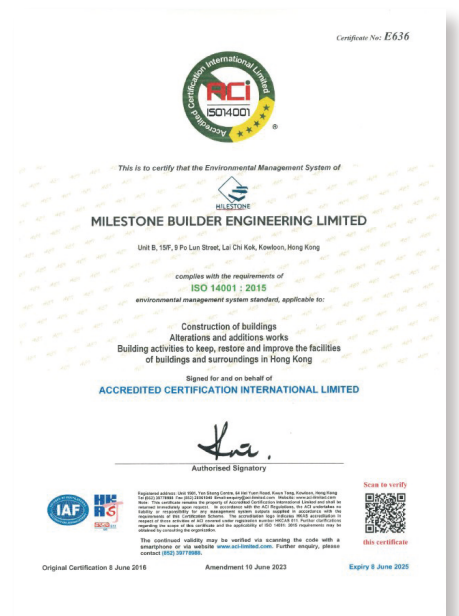 Certificate No: E636
Accredited Certification International Limited
ACi
ISO14001
®
This is to certify that the Environmental Management System of
MILESTONE
MILESTONE BUILDER ENGINEERING LIMITED
Unit B, 15/F, 9 Po Lun Street, Lai Chi Kok, Kowloon, Hong Kong
complies with the requirements of
ISO 14001 : 2015
environmental management system standard, applicable to:
Construction of buildings
Alterations and additions works
Building activities to keep, restore and improve the facilities
of buildings and surroundings in Hong Kong
Signed for and on behalf of
ACCREDITED CERTIFICATION INTERNATIONAL LIMITED
Authorised Signatory
Scan to verify
IAF
HK
this certificate
The continued validity may be verified via scanning the code with a
smartphone or via website www.aci-limited.com. Further enquiry, please
contact (852) 39779988.
Original Certification 8 June 2016
Amendment 10 June 2023
Expiry 8 June 2025